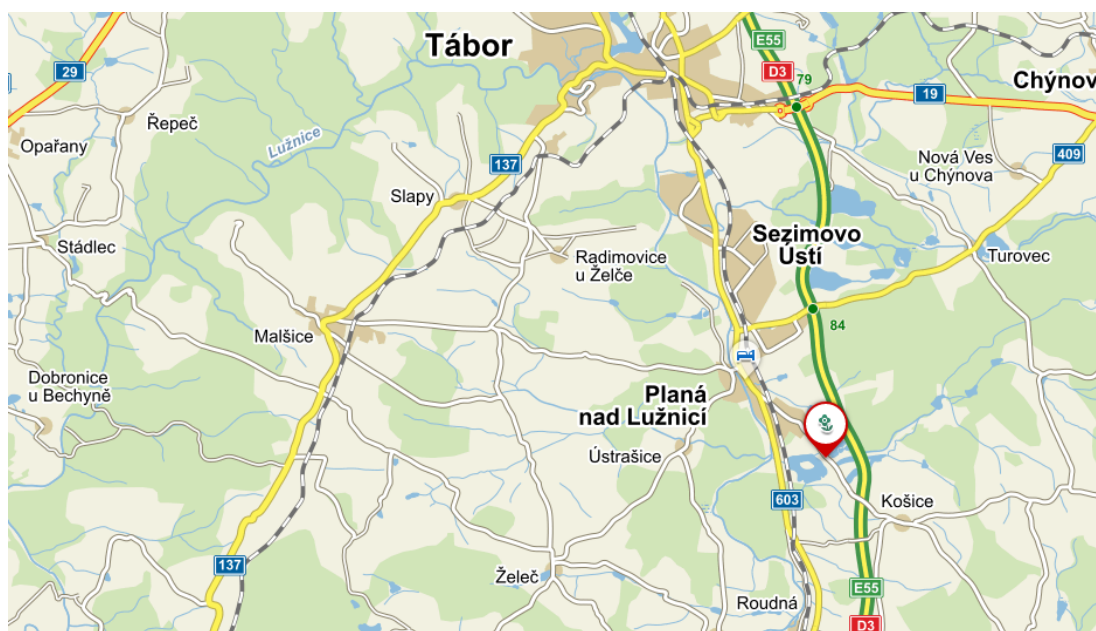 E55
Tábor
D3
29
79
Chýnov
19
Řepeč
Lužnice
Opařany
409
137
Nová Ves
u Chýnova
Slapy
Sezimovo
Ústí
Stádlec
Radimovice
u Želče
Turovec
84
Malšice
Dobronice
u Bechyně
Planá
nad Lužnicí
Ústrašice
603
Košice
137
Želeč
E55
Roudná
D3